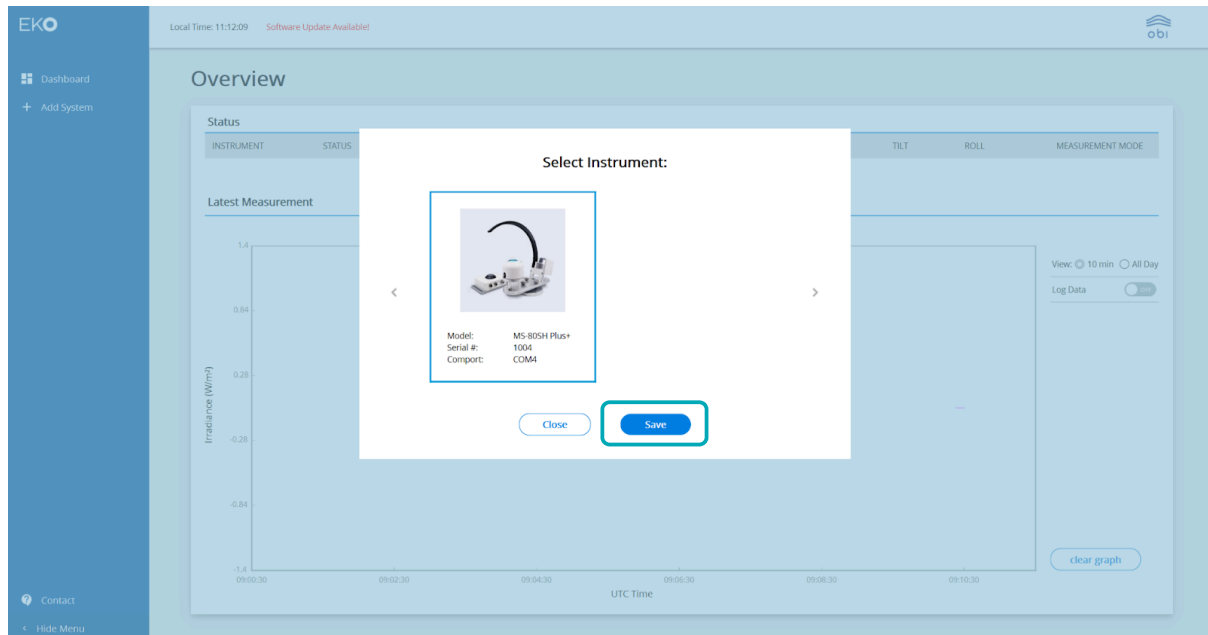 EKO
Local Time: 11:12:09 Software Update Available!
obi
Dashboard
Add System
Overview
Status
INSTRUMENT STATUS TILT ROLL MEASUREMENT MODE
Select Instrument:
Latest Measurement
Model: MS-80SH Plus+
Serial #: 1004
Comport: COM4
Close Save
1.4
0.84
0.28
-0.28
-0.84
-1.4
Irradiance (W/m²)
09:00:30 09:02:30 09:04:30 09:06:30 09:08:30 09:10:30
UTC Time
View: 10 min All Day
Log Data OFF
clear graph
Contact
Hide Menu